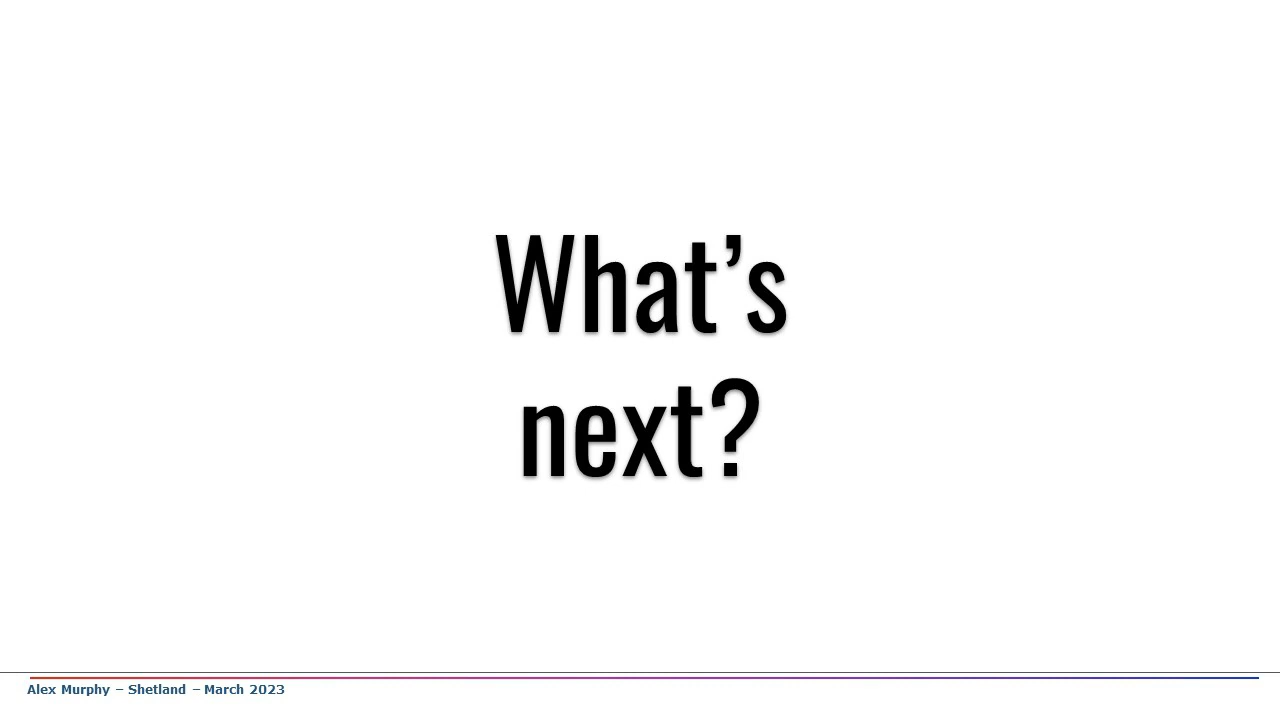 What’s
next?
Alex Murphy – Shetland – March 2023